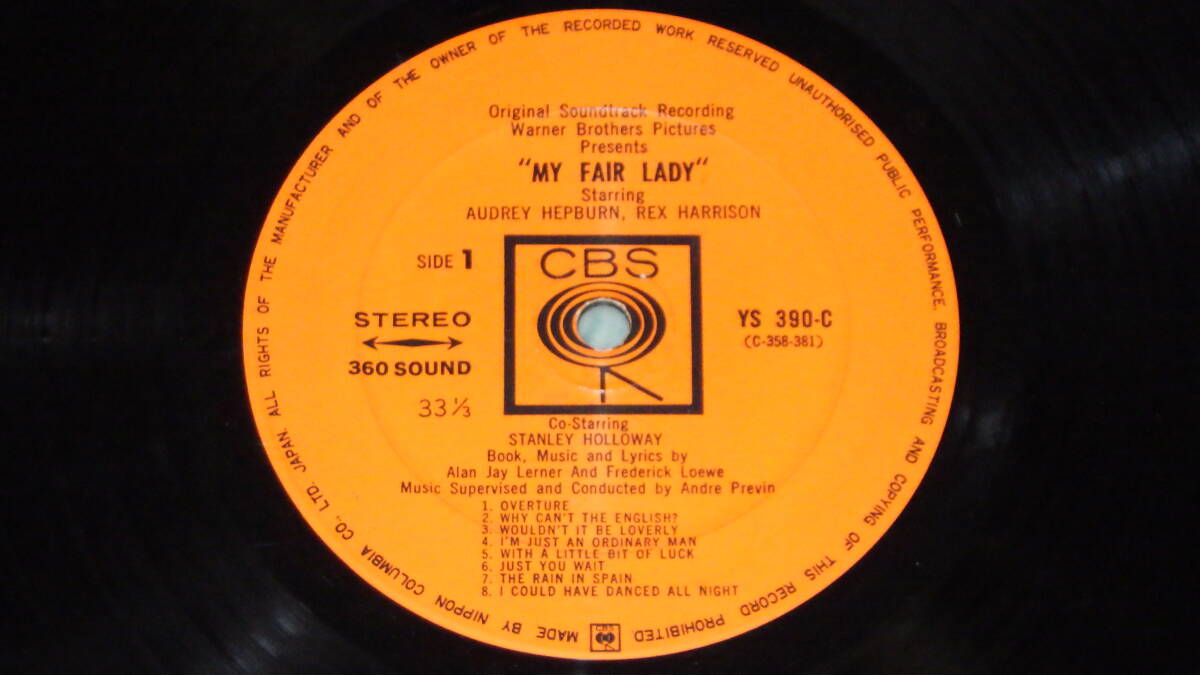 MADE BY NIPPON COLUMBIA CO., LTD. JAPAN. ALL RIGHTS OF THE MANUFACTURER AND OF THE OWNER OF THE RECORDED WORK RESERVED UNAUTHORISED PUBLIC PERFORMANCE. BROADCASTING AND COPYING OF THIS RECORD PROHIBITED
Original Soundtrack Recording
Warner Brothers Pictures
Presents
"MY FAIR LADY"
Starring
AUDREY HEPBURN, REX HARRISON
SIDE 1
CBS
STEREO
360 SOUND
33⅓
YS 390-C
(C-358-381)
Co-Starring
STANLEY HOLLOWAY
Book, Music and Lyrics by
Alan Jay Lerner And Frederick Loewe
Music Supervised and Conducted by Andre Previn
1. OVERTURE
2. WHY CAN'T THE ENGLISH?
3. WOULDN'T IT BE LOVERLY
4. I'M JUST AN ORDINARY MAN
5. WITH A LITTLE BIT OF LUCK
6. JUST YOU WAIT
7. THE RAIN IN SPAIN
8. I COULD HAVE DANCED ALL NIGHT
CBS